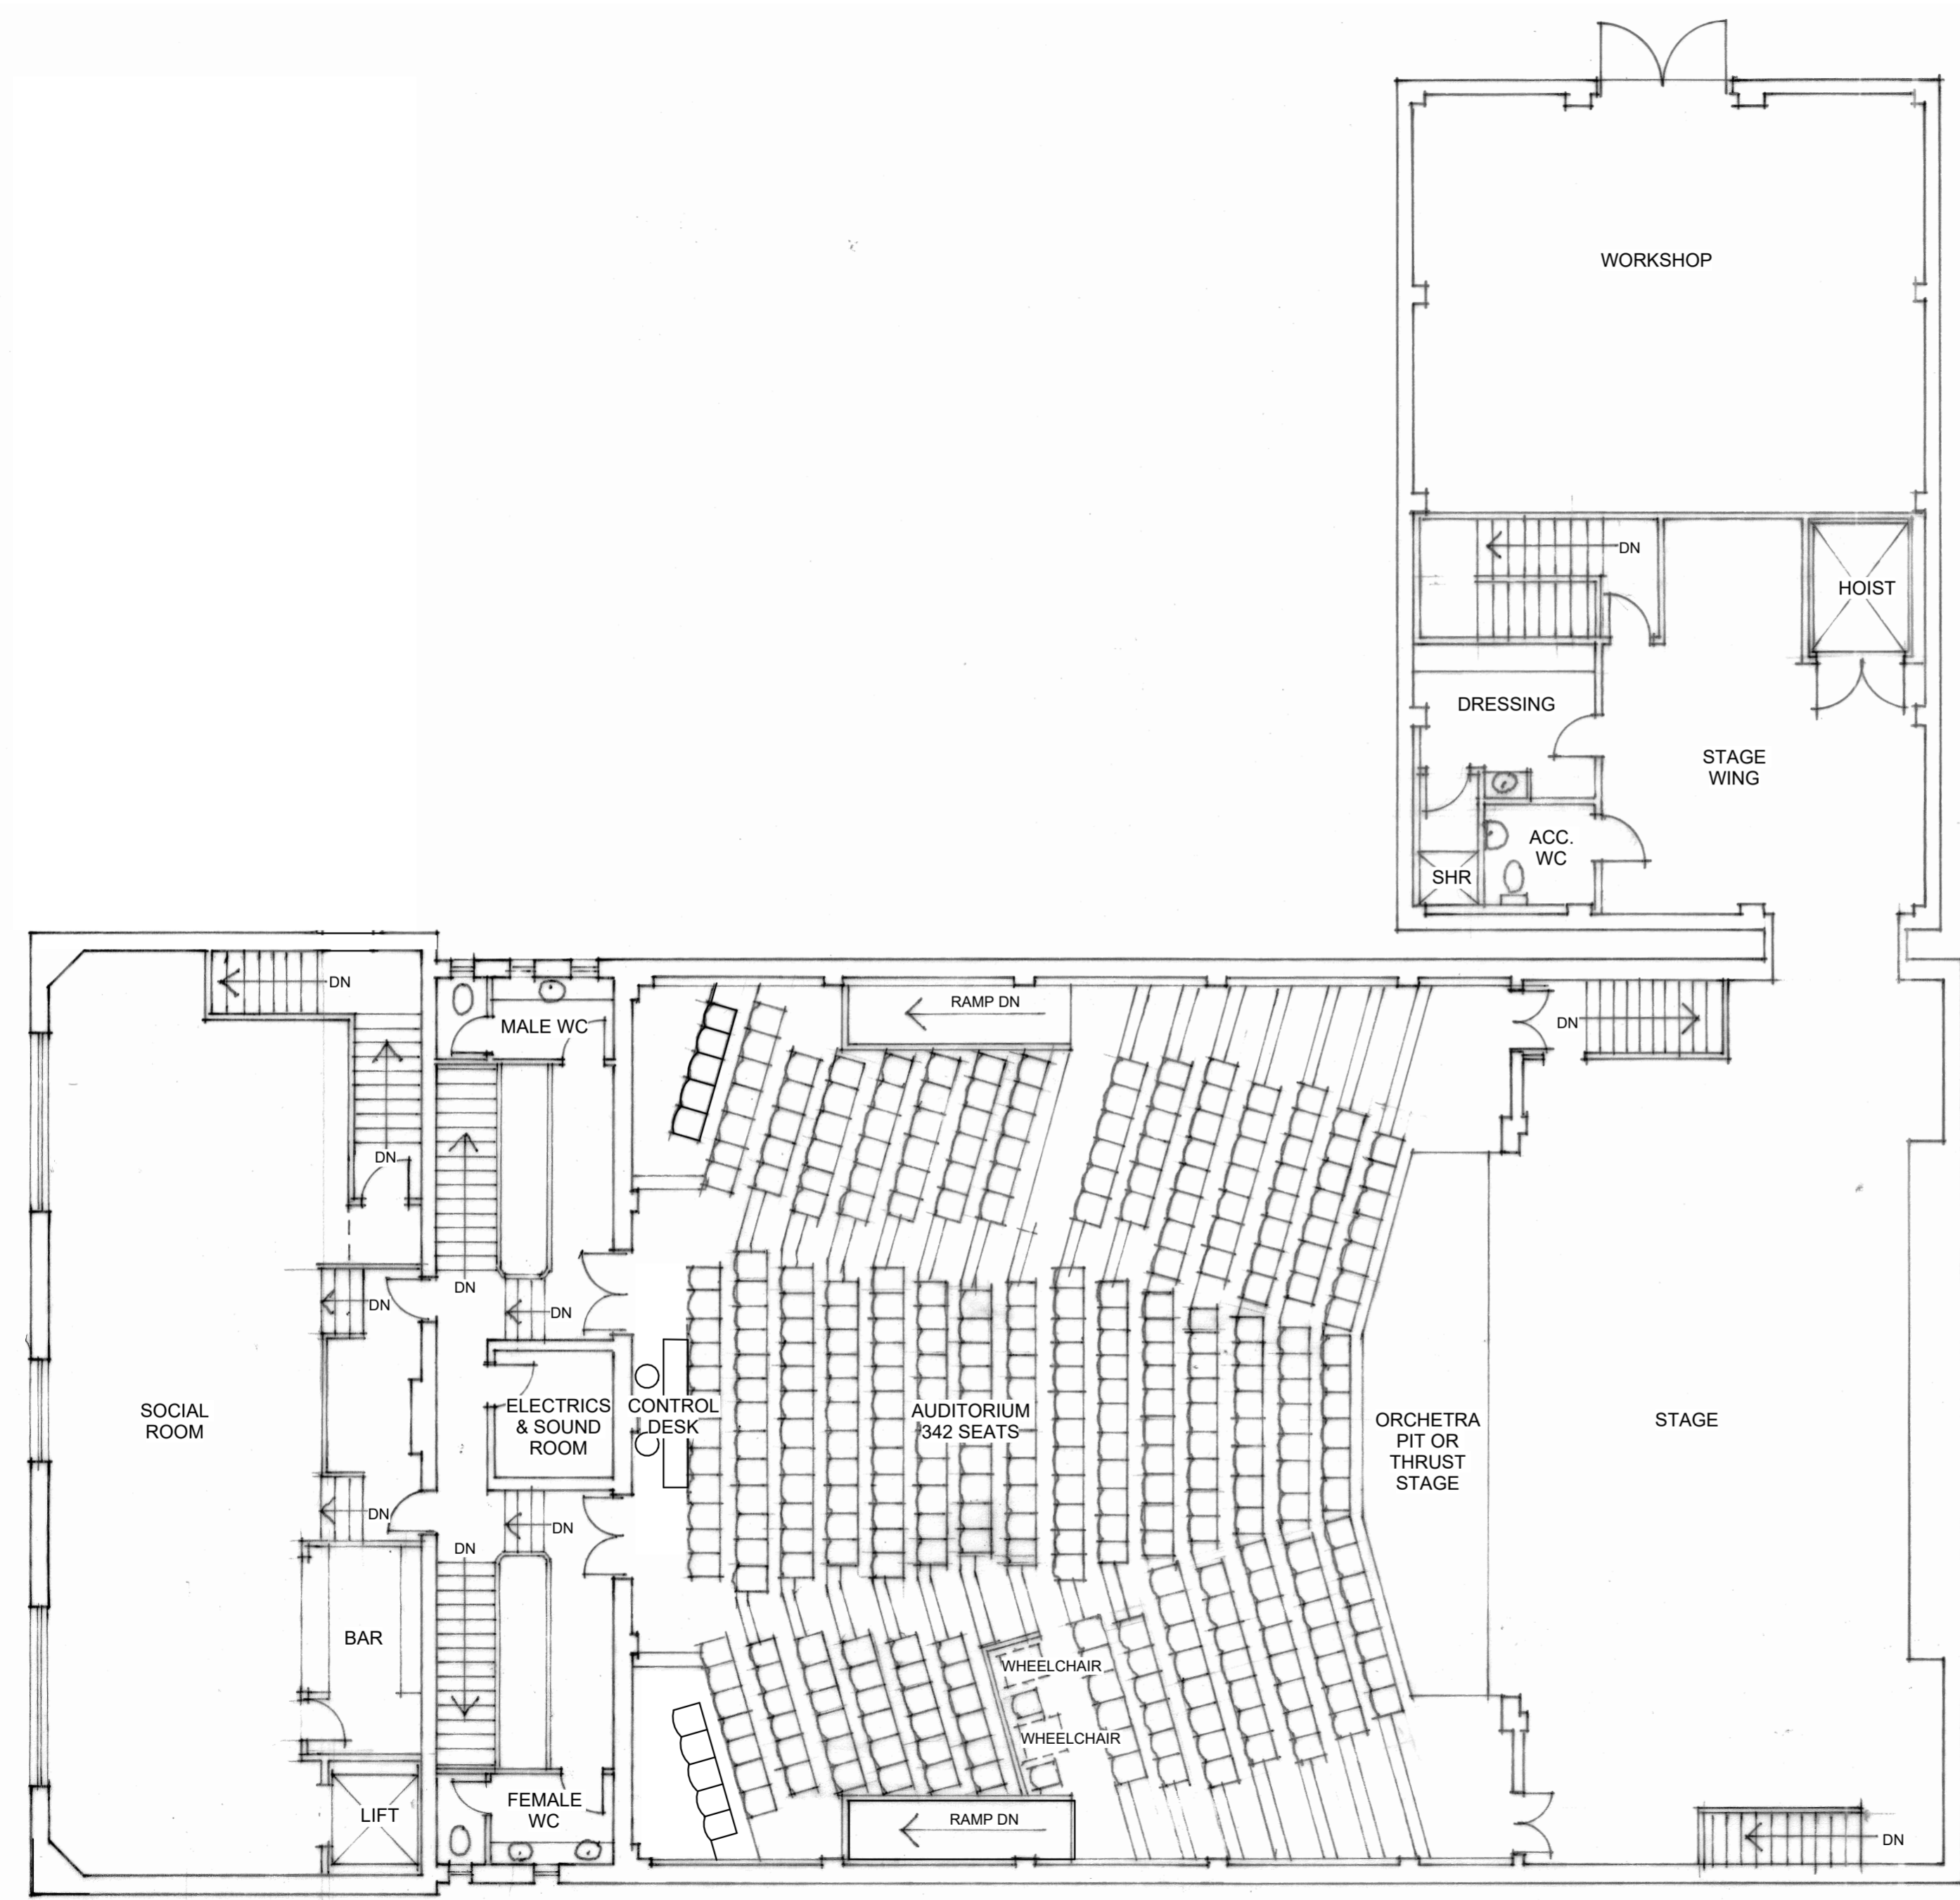 WORKSHOP
DN
HOIST
DRESSING
STAGE
WING
ACC.
WC
SHR
DN
RAMP DN
DN
MALE WC
DN
DN
DN
DN
DN
SOCIAL
ROOM
ELECTRICS
& SOUND
ROOM
CONTROL
DESK
AUDITORIUM
342 SEATS
ORCHETRA
PIT OR
THRUST
STAGE
STAGE
DN
DN
DN
BAR
WHEELCHAIR
WHEELCHAIR
LIFT
FEMALE
WC
RAMP DN
DN